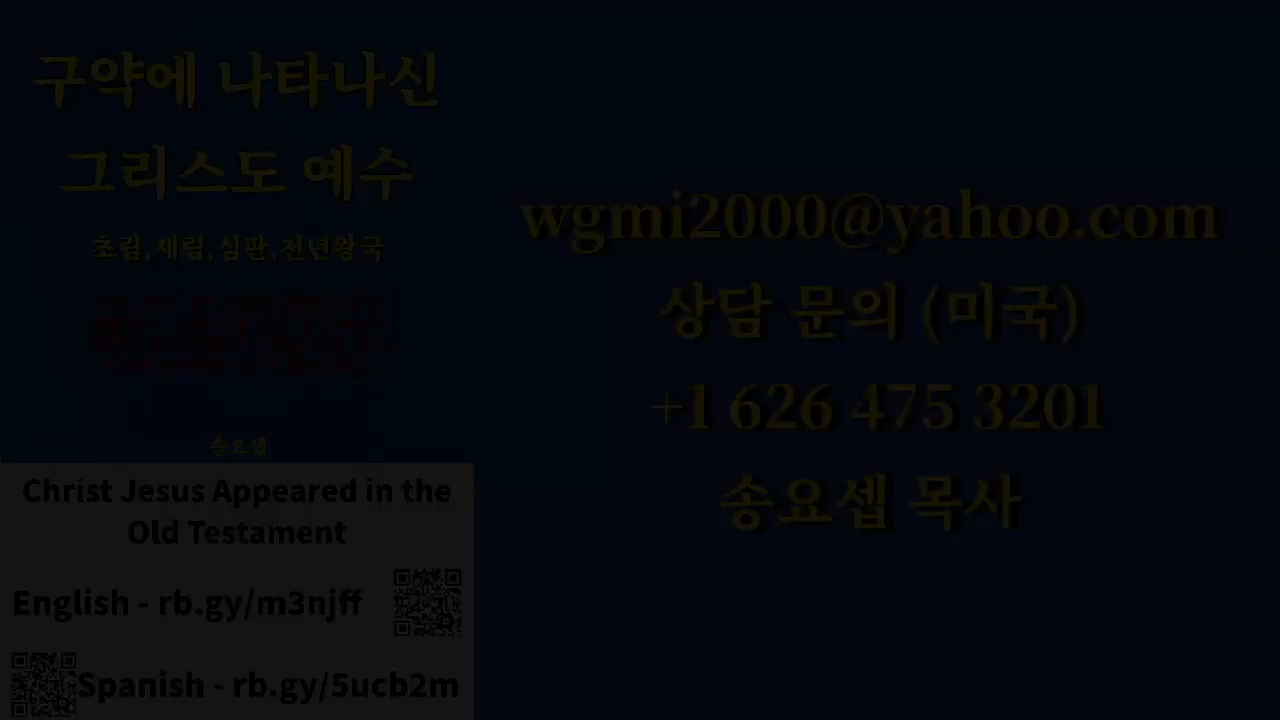 구약에 나타나신
그리스도 예수
초림,재림,심판,천년왕국
송요셉
Christ Jesus Appeared in the
Old Testament
English - rb.gy/m3njff
Spanish - rb.gy/5ucb2m
wgmi2000@yahoo.com
상담 문의 (미국)
+1 626 475 3201
송요셉 목사